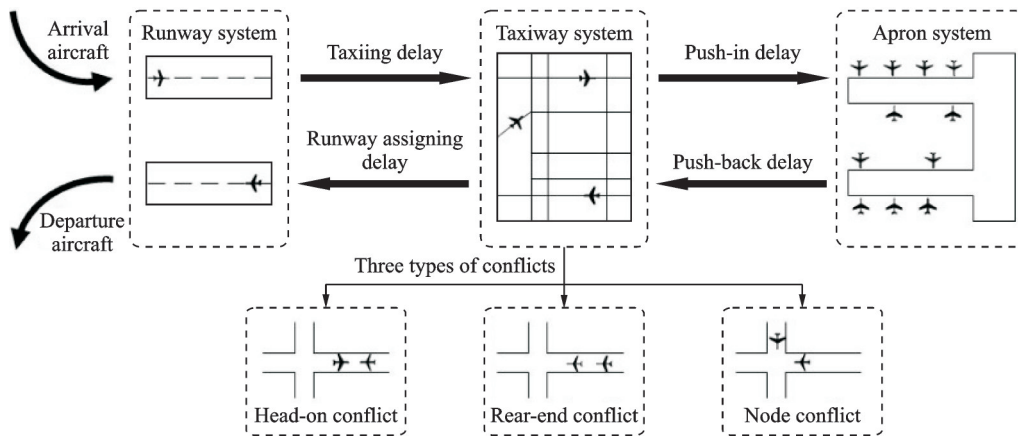 Arrival
aircraft
Runway system
Taxiing delay
Taxiway system
Push-in delay
Apron system
Runway assigning
delay
Push-back delay
Departure
aircraft
Three types of conflicts
Head-on conflict
Rear-end conflict
Node conflict